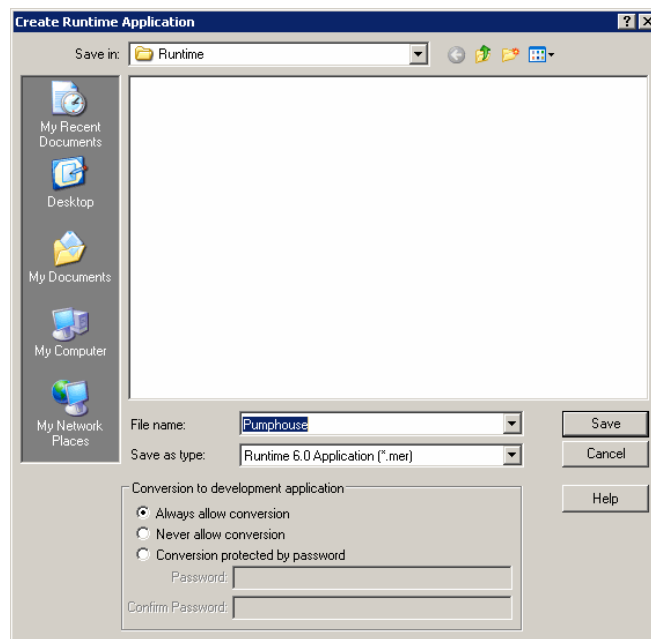 Create Runtime Application
Save in: Runtime
My Recent
Documents
Desktop
My Documents
My Computer
My Network
Places
File name: Pumphouse
Save as type: Runtime 6.0 Application (*.mer)
Save
Cancel
Help
Conversion to development application
Always allow conversion
Never allow conversion
Conversion protected by password
Password:
Confirm Password: